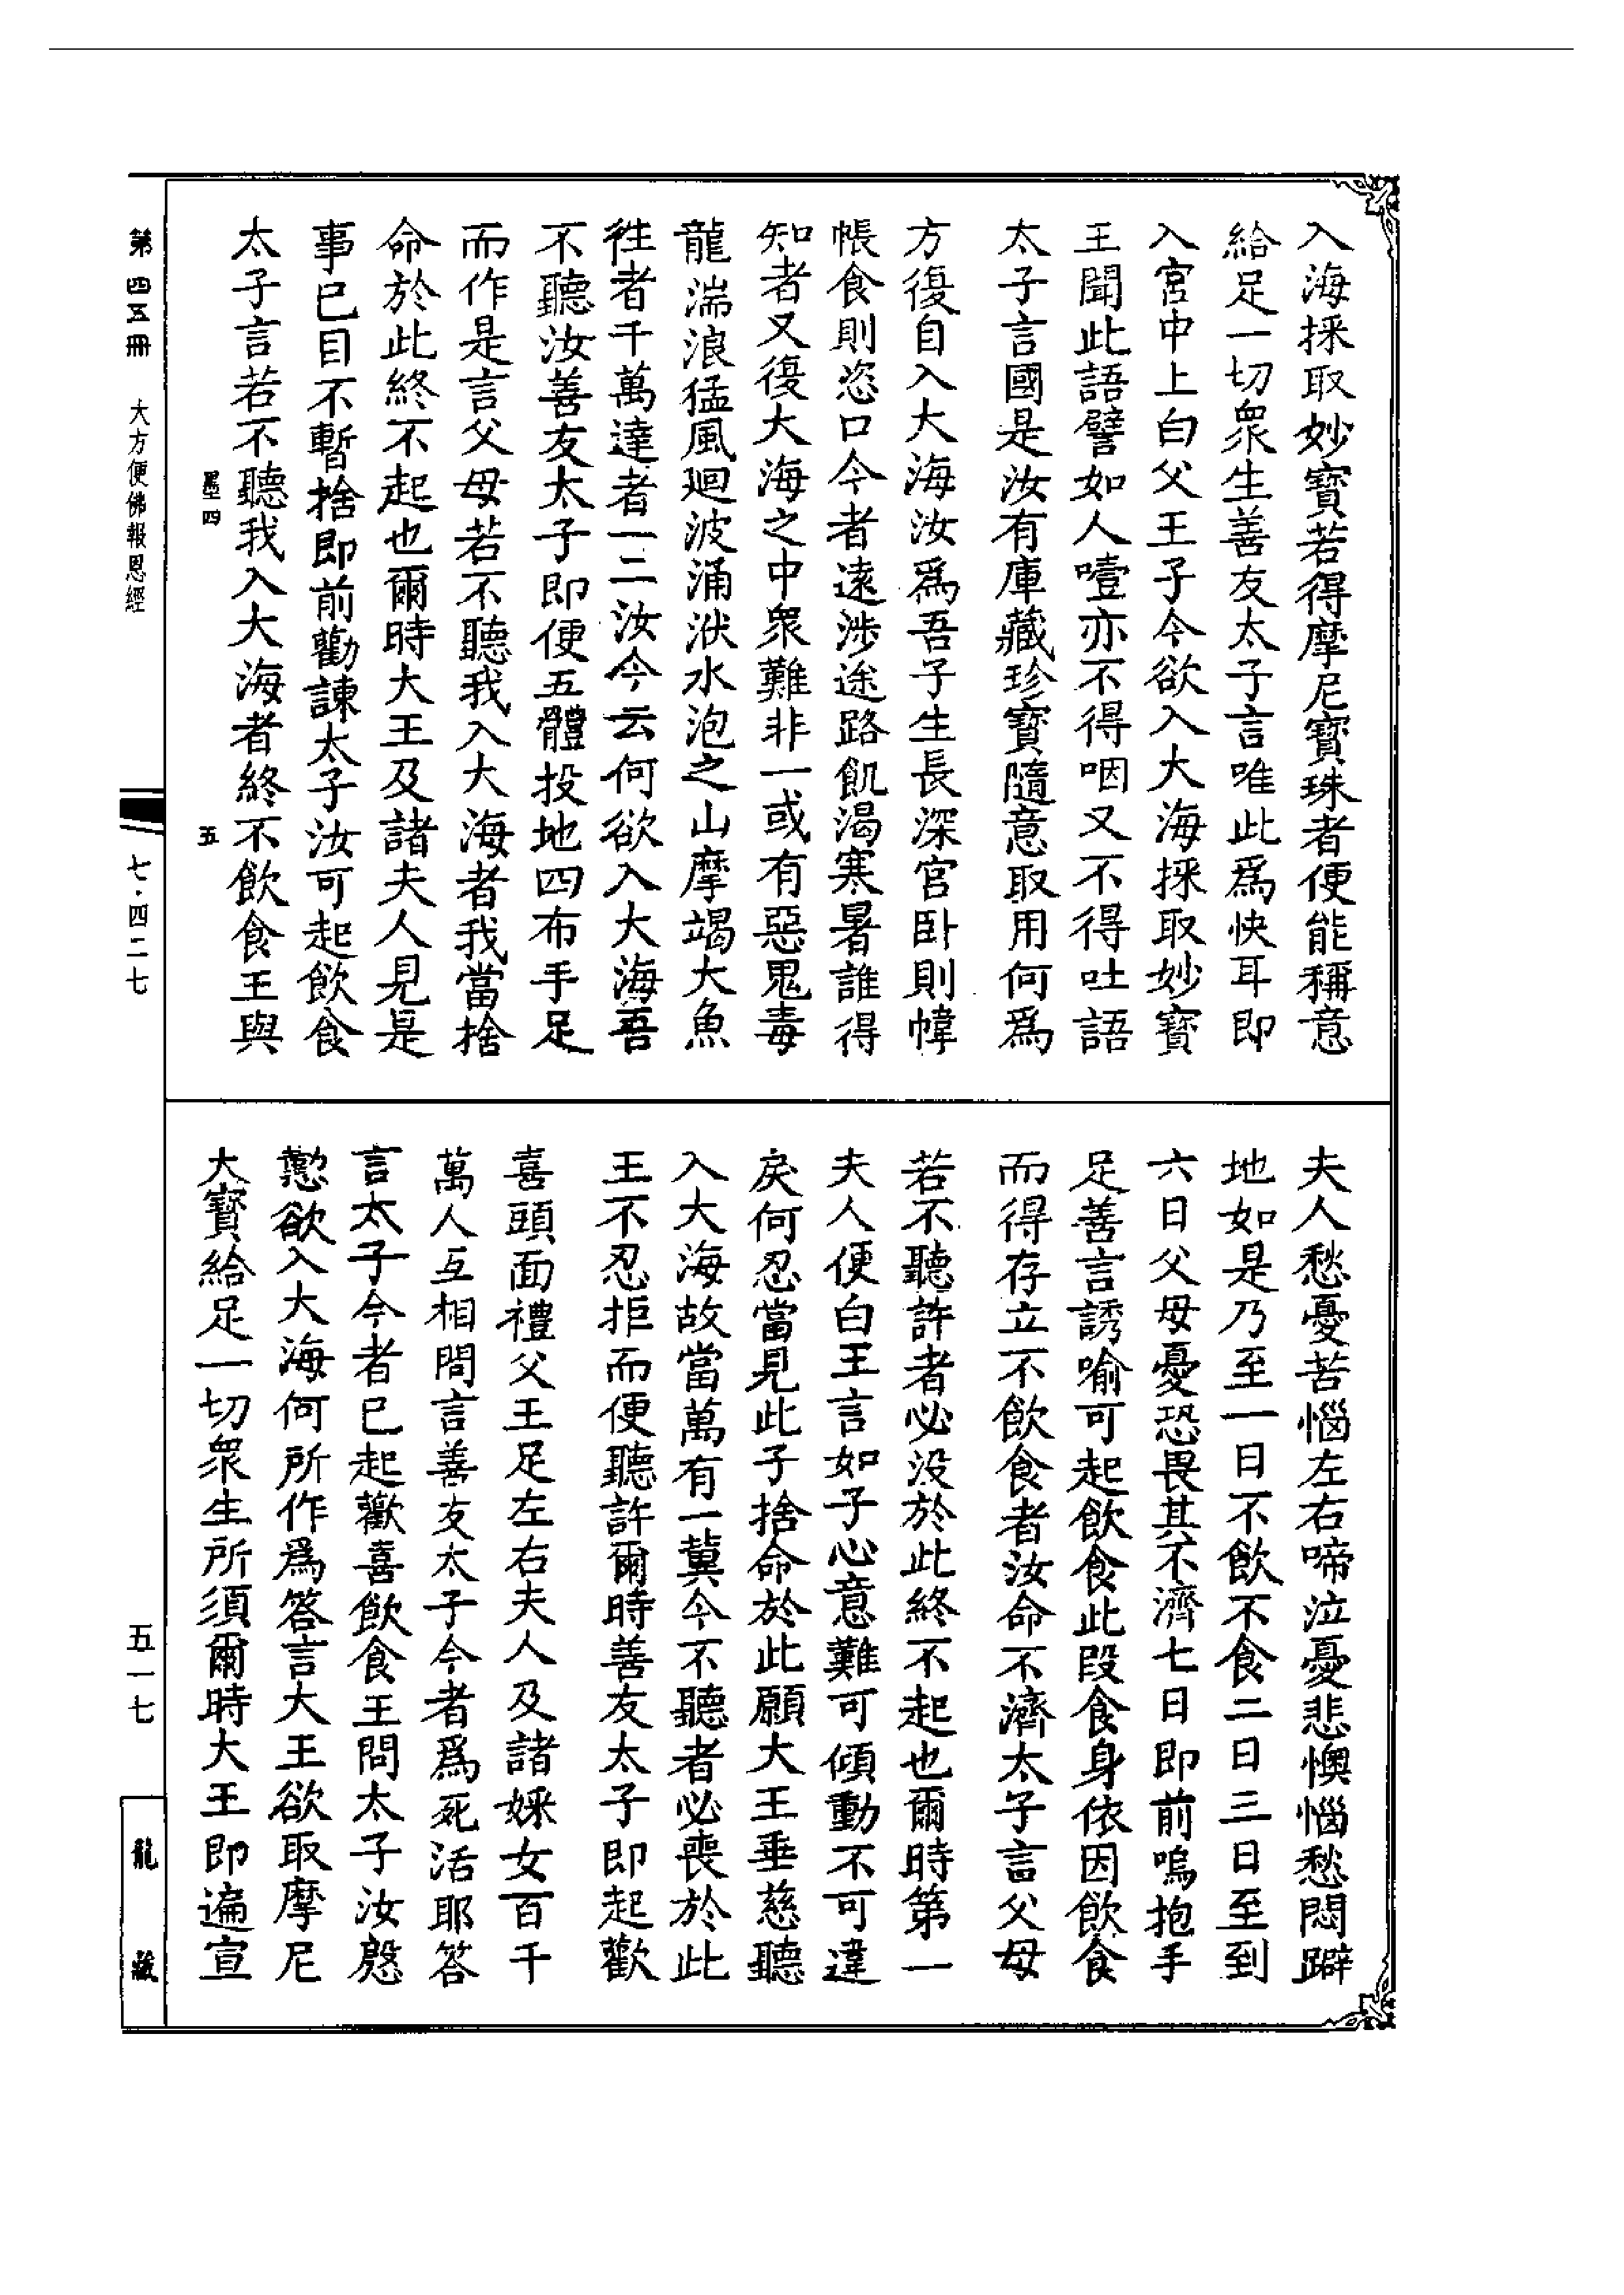 入海採取妙寶若得摩尼寶珠者便能稱意
給足一切衆生善友太子言唯此爲快耳即
入宮中上白父王子今欲入大海採取妙寶
王聞此語譬如人噎亦不得咽又不得吐語
太子言國是汝有庫藏珍寶隨意取用何爲
方復自入大海汝爲吾子生長深宫卧則幃
帳食則恣口今者遠涉途路飢渴寒暑誰得
知者又復大海之中衆難非一或有惡鬼毒
龍湍浪猛風迴波涌洑水泡之山摩竭大魚
徃者千萬達者一二汝今云何欲入大海吾
不聽汝善友太子即便五體投地四布手足
而作是言父母若不聽我入大海者我當捨
命於此終不起也爾時大王及諸夫人見是
事已目不暫捨即前勸諫太子汝可起飲食
太子言若不聽我入大海者終不飲食王與
夫人愁憂苦惱左右啼泣憂悲懊惱愁悶躃
地如是乃至一日不飲不食二日三日至到
六日父母憂恐畏其不濟七日即前嗚抱手
足善言誘喻可起飲食此段食身依因飲食
而得存立不飲食者汝命不濟太子言父母
若不聽許者必没於此終不起也爾時第一
夫人便白王言如子心意難可傾動不可違
戾何忍當見此子捨命於此願大王垂慈聽
入大海故當萬有一冀今不聽者必喪於此
王不忍拒而便聽許爾時善友太子即起歡
喜頭面禮父王足左右夫人及諸婇女百千
萬人互相問言善友太子今者爲死活耶答
言太子今者已起歡喜飲食王問太子汝慇
懃欲入大海何所作爲答言大王欲取摩尼
大寳給足一切衆生所須爾時大王即遍宣
墨四
五
第四五冊
大方便佛報恩經
七·四二七
五一七
龍藏